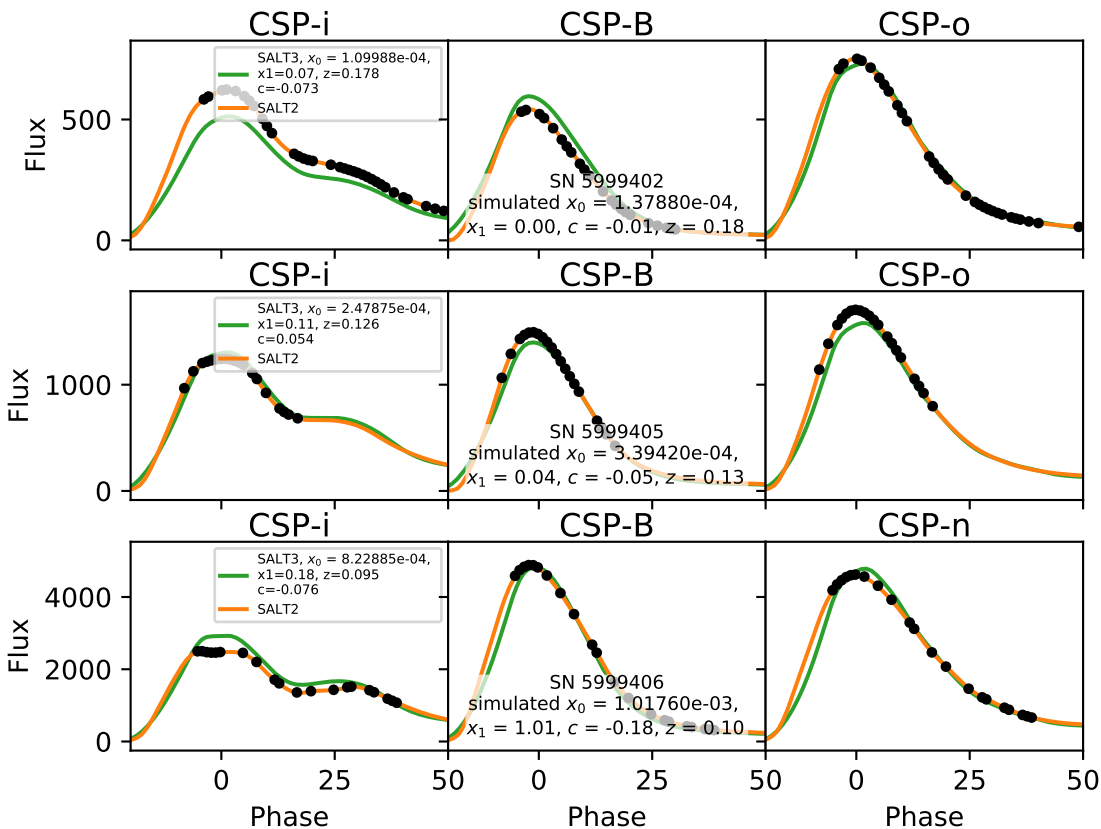 CSP-i CSP-B CSP-o
SALT3, x₀ = 1.09988e-04,
x1=0.07, z=0.178
c=-0.073
SALT2
500
0
Flux
SN 5999402
simulated x₀ = 1.37880e-04,
x₁ = 0.00, c = -0.01, z = 0.18
CSP-i CSP-B CSP-o
SALT3, x₀ = 2.47875e-04,
x1=0.11, z=0.126
c=0.054
SALT2
1000
0
Flux
SN 5999405
simulated x₀ = 3.39420e-04,
x₁ = 0.04, c = -0.05, z = 0.13
CSP-i CSP-B CSP-n
SALT3, x₀ = 8.22885e-04,
x1=0.18, z=0.095
c=-0.076
SALT2
4000
2000
0
Flux
SN 5999406
simulated x₀ = 1.01760e-03,
x₁ = 1.01, c = -0.18, z = 0.10
0 25 50 0 25 50 0 25 50
Phase Phase Phase